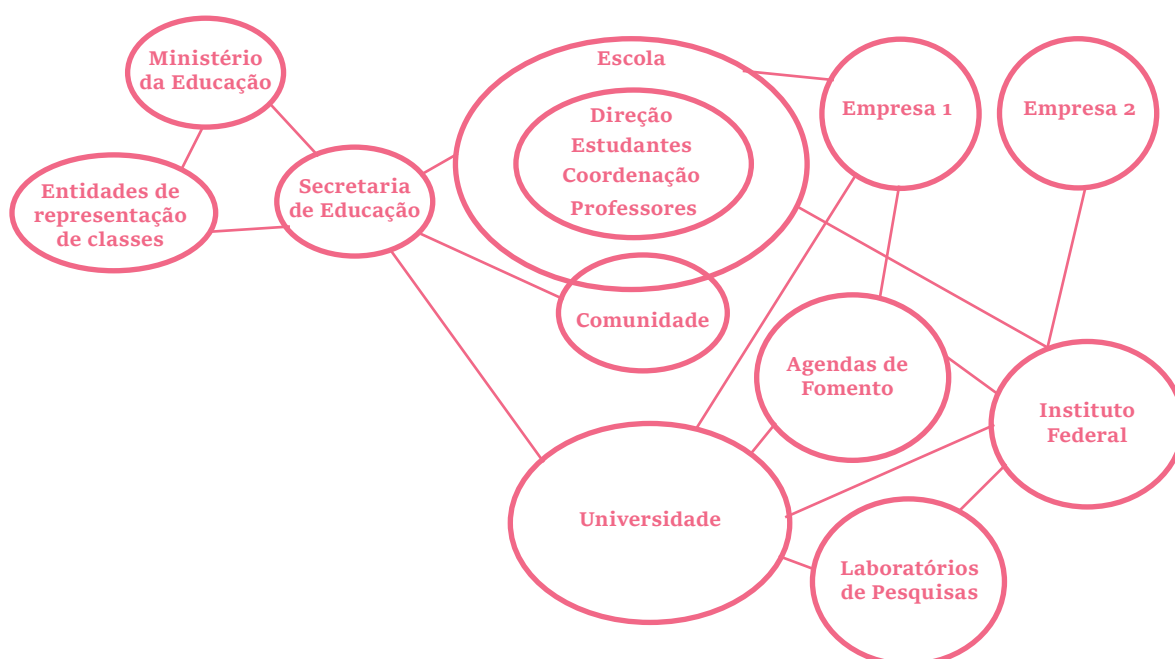 Ministério
da Educação
Escola
Empresa 1
Empresa 2
Direção
Estudantes
Coordenação
Professores
Entidades de
representação
de classes
Secretaria
de Educação
Comunidade
Agendas de
Fomento
Instituto
Federal
Universidade
Laboratórios
de Pesquisas